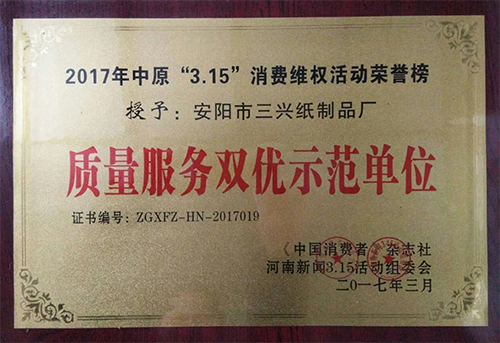 2017年中原“3.15”消费维权活动荣誉榜
授予：安阳市三兴纸制品厂
质量服务双优示范单位
证书编号：ZGXFZ-HN-2017019
《中国消费者》杂志社
河南新闻3.15活动组委会
二〇一七年三月